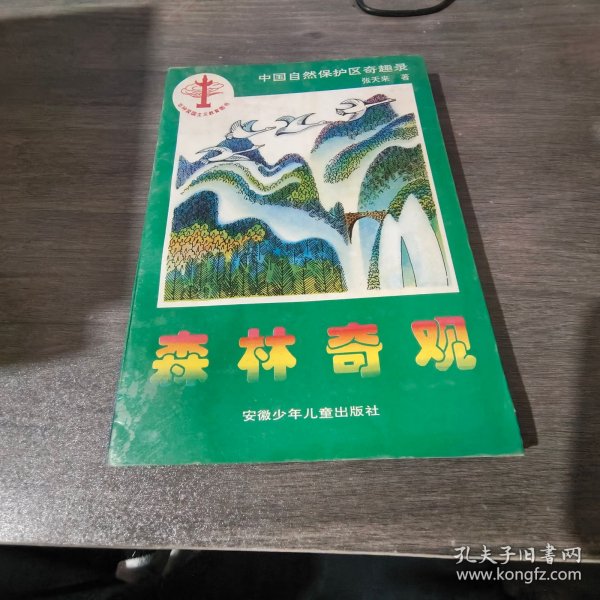 中国自然保护区奇趣录
张天来 著
森林奇观
安徽少年儿童出版社
孔夫子旧书网
www.kongfz.com